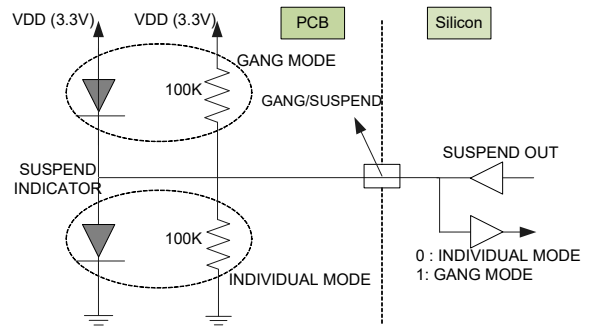 VDD (3.3V)
VDD (3.3V)
PCB
Silicon
GANG MODE
100K
GANG/SUSPEND
SUSPEND OUT
SUSPEND
INDICATOR
100K
0 : INDIVIDUAL MODE
1: GANG MODE
INDIVIDUAL MODE